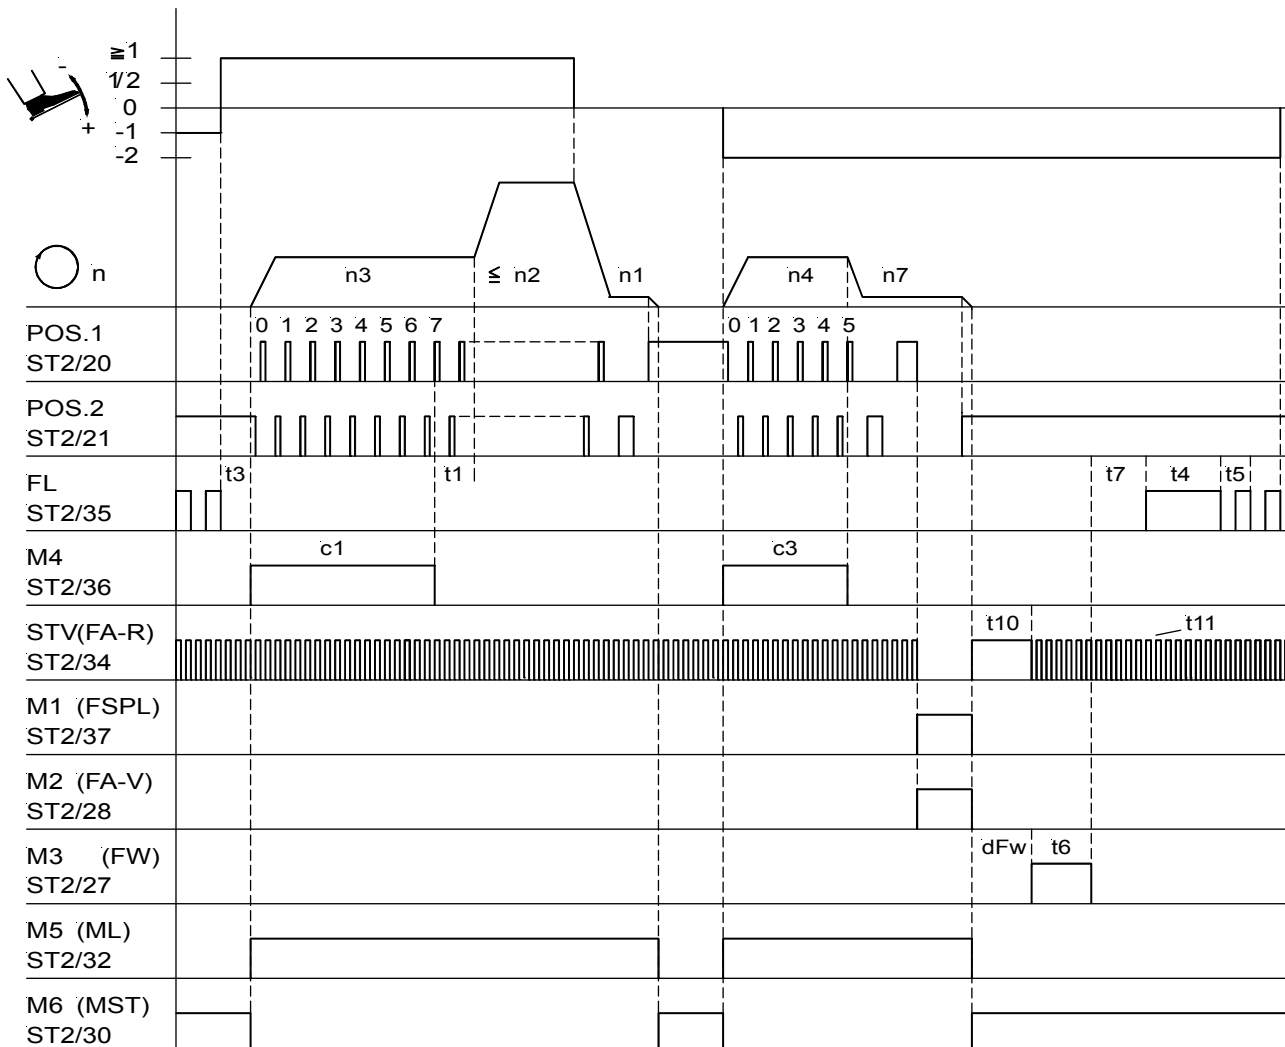 ≧1
1/2
0
-1
-2
-
+
n
n3
≦ n2
n1
n4
n7
POS.1
ST2/20
0 1 2 3 4 5 6 7
0 1 2 3 4 5
POS.2
ST2/21
FL
ST2/35
t3
t1
t7
t4
t5
M4
ST2/36
c1
c3
STV(FA-R)
ST2/34
t10
t11
M1 (FSPL)
ST2/37
M2 (FA-V)
ST2/28
M3 (FW)
ST2/27
dFw
t6
M5 (ML)
ST2/32
M6 (MST)
ST2/30